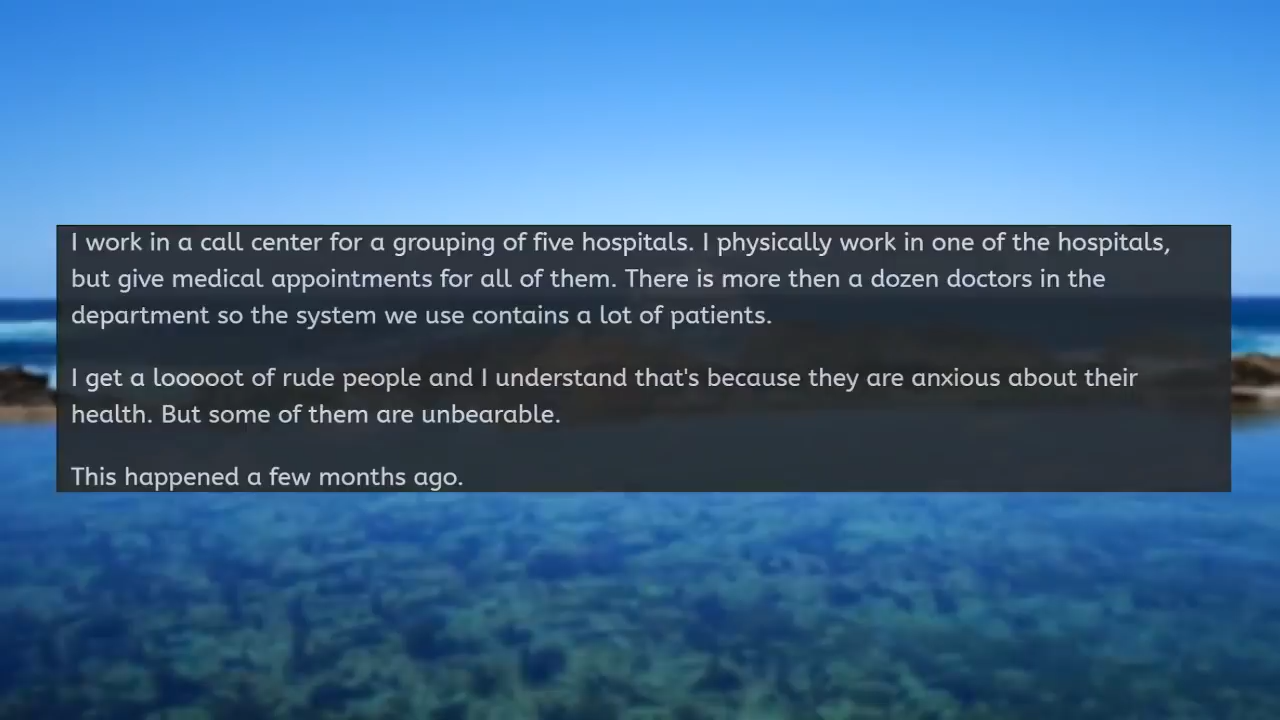 I work in a call center for a grouping of five hospitals. I physically work in one of the hospitals,
but give medical appointments for all of them. There is more then a dozen doctors in the
department so the system we use contains a lot of patients.
I get a looooot of rude people and I understand that's because they are anxious about their
health. But some of them are unbearable.
This happened a few months ago.